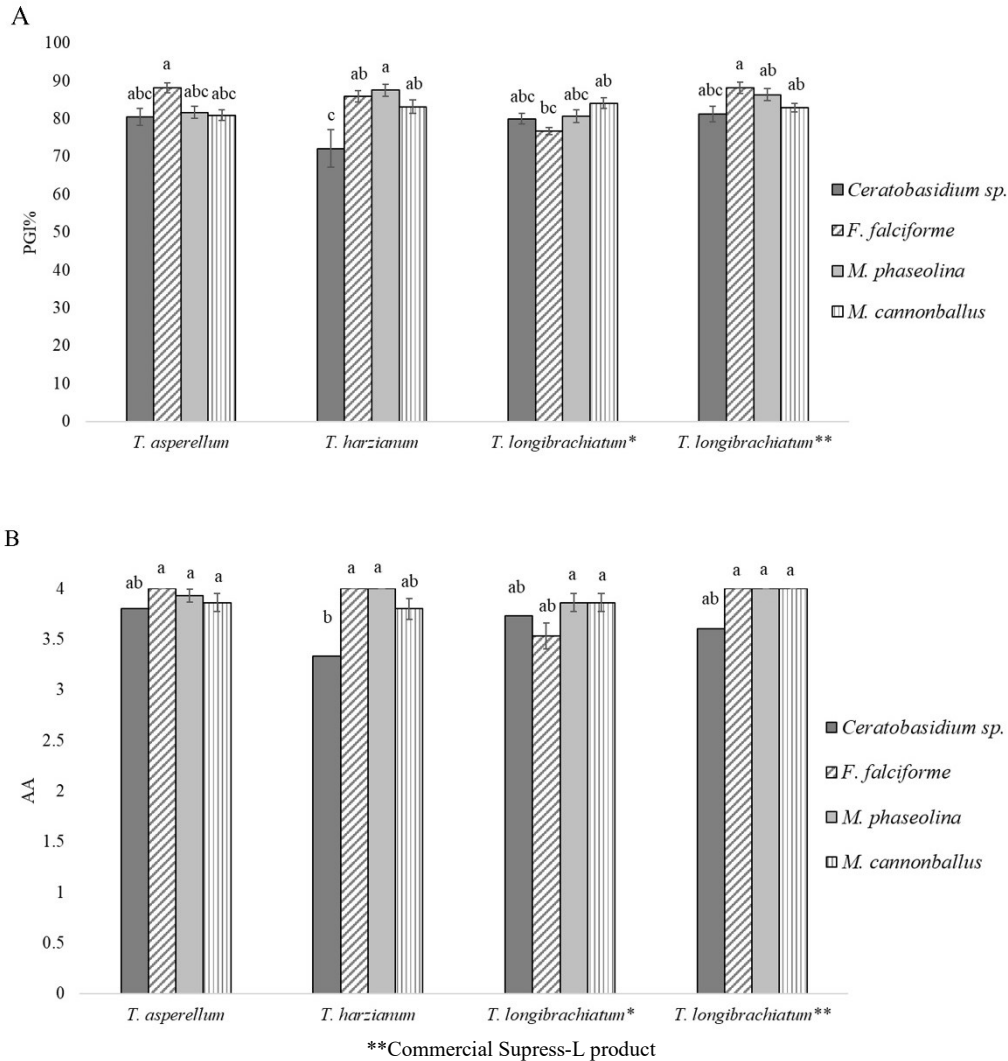 A
100
90
80
70
60
50
40
30
20
10
0
PGI%
abc a abc abc
c ab a ab
abc bc abc ab
abc a ab ab
T. asperellum T. harzianum T. longibrachiatum* T. longibrachiatum**
Ceratobasidium sp.
F. falciforme
M. phaseolina
M. cannonballus
B
4
3.5
3
2.5
2
1.5
1
0.5
0
AA
ab a a a
b a a ab
ab ab a a
ab a a a
T. asperellum T. harzianum T. longibrachiatum* T. longibrachiatum**
Ceratobasidium sp.
F. falciforme
M. phaseolina
M. cannonballus
**Commercial Supress-L product